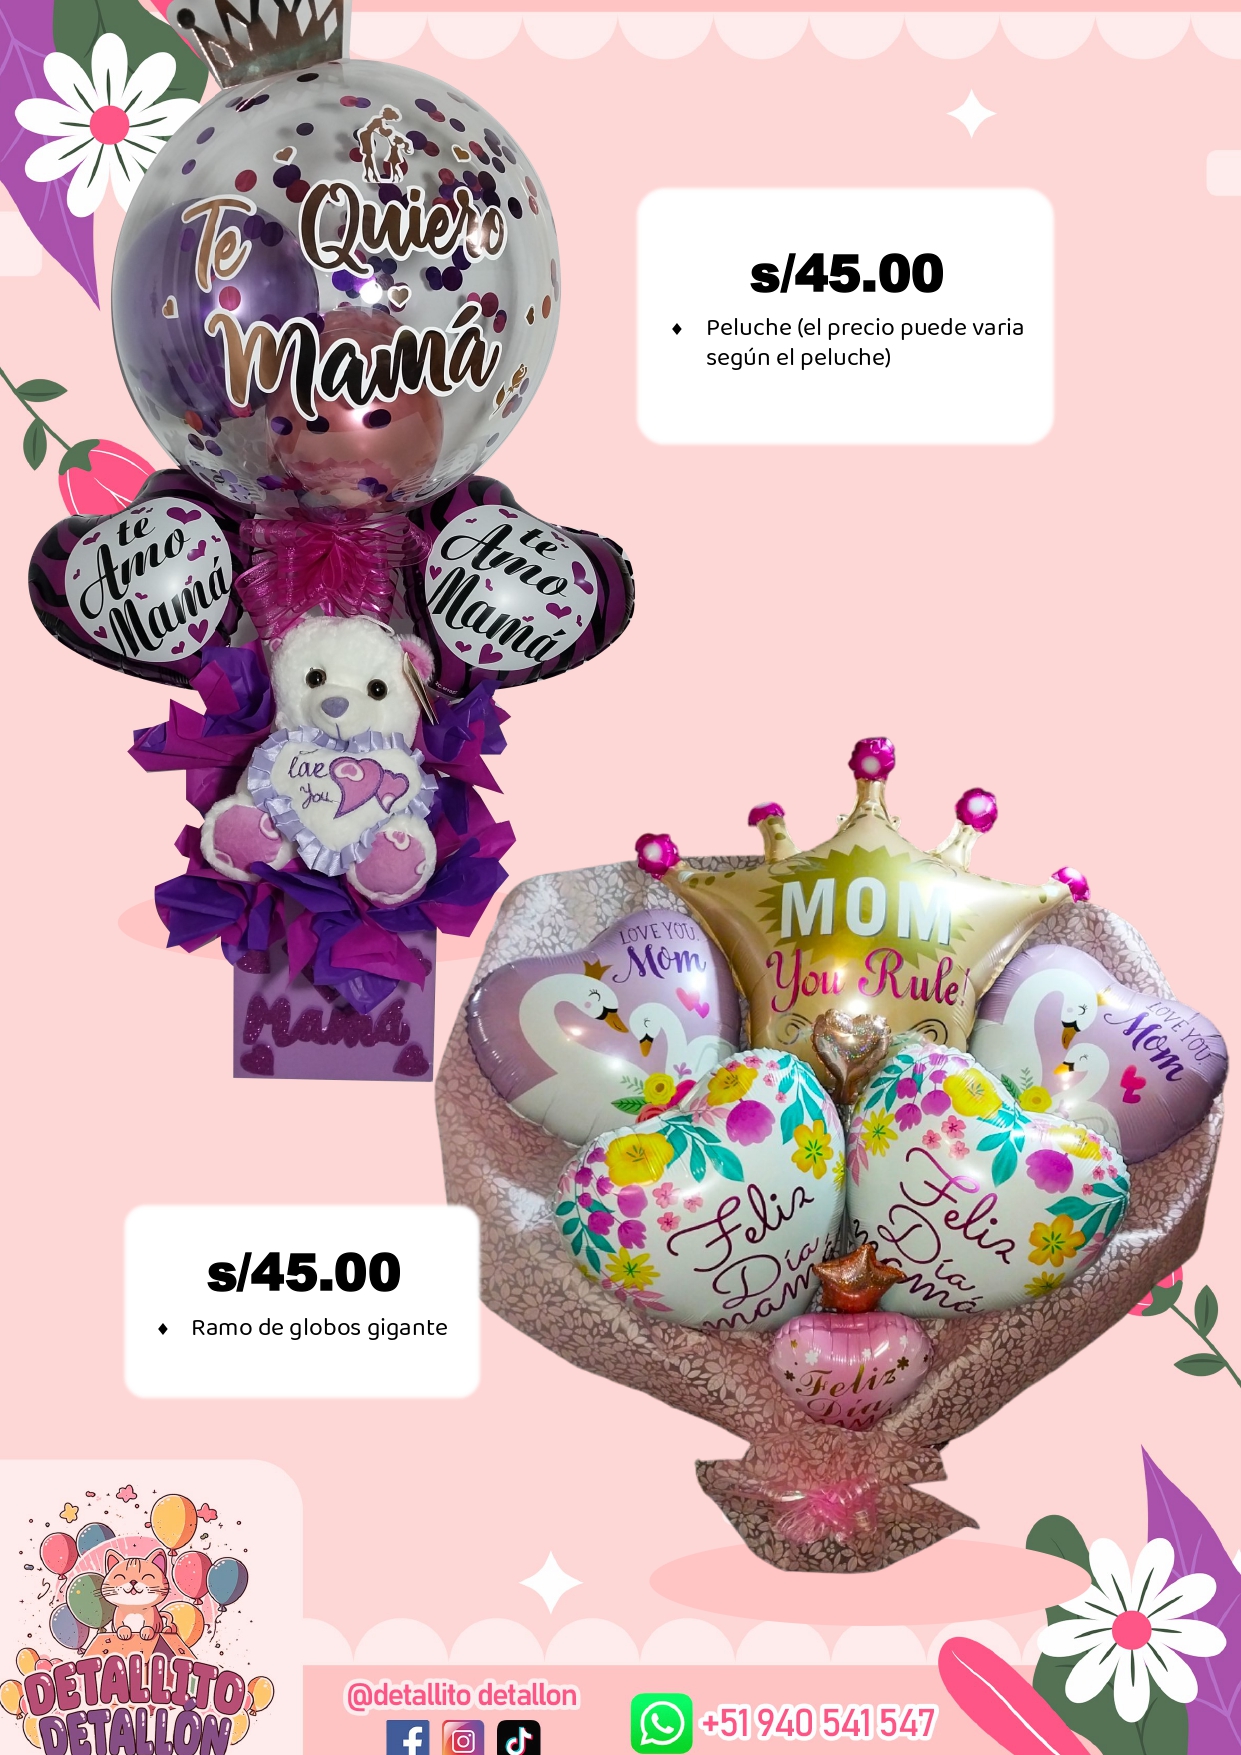 Te Quiero
Mamá
s/45.00
♦ Peluche (el precio puede varia
según el peluche)
te
Amo
Mamá
te
Amo
Mamá
Love
You
Mamá
MOM
You Rule!
LOVE YOU
Mom
LOVE YOU
Mom
Feliz
Día
mamá
Feliz
Día
mamá
Feliz
Día
MAMÁ
s/45.00
♦ Ramo de globos gigante
DETALLITO
DETALLÓN
@detallito detallon
+51 940 541 547